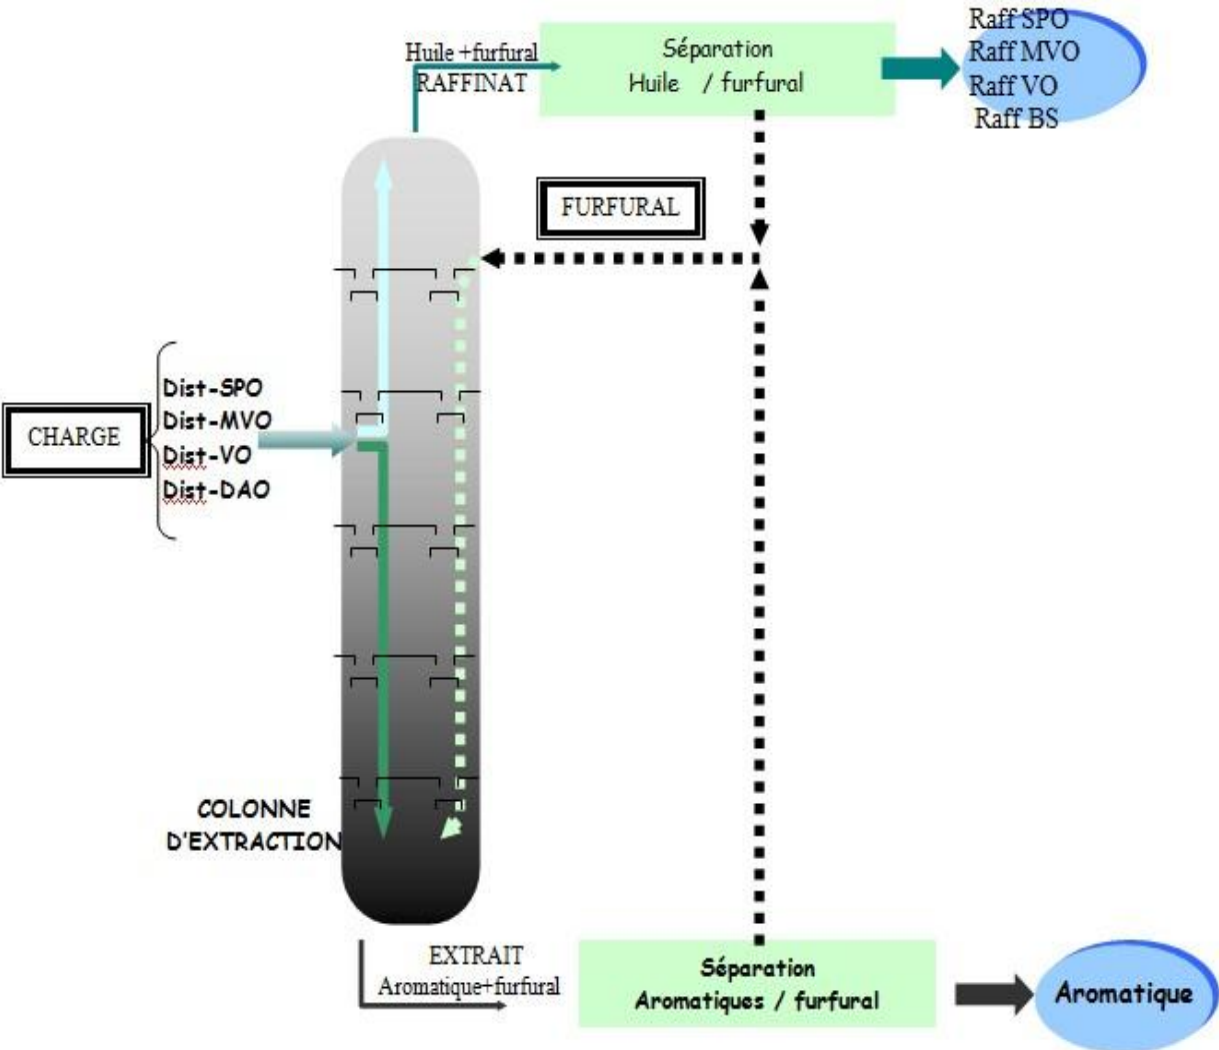 Huile +furfural
RAFFINAT
Séparation
Huile / furfural
Raff SPO
Raff MVO
Raff VO
Raff BS
FURFURAL
CHARGE
Dist-SPO
Dist-MVO
Dist-VO
Dist-DAO
COLONNE
D'EXTRACTION
EXTRAIT
Aromatique+furfural
Séparation
Aromatiques / furfural
Aromatique